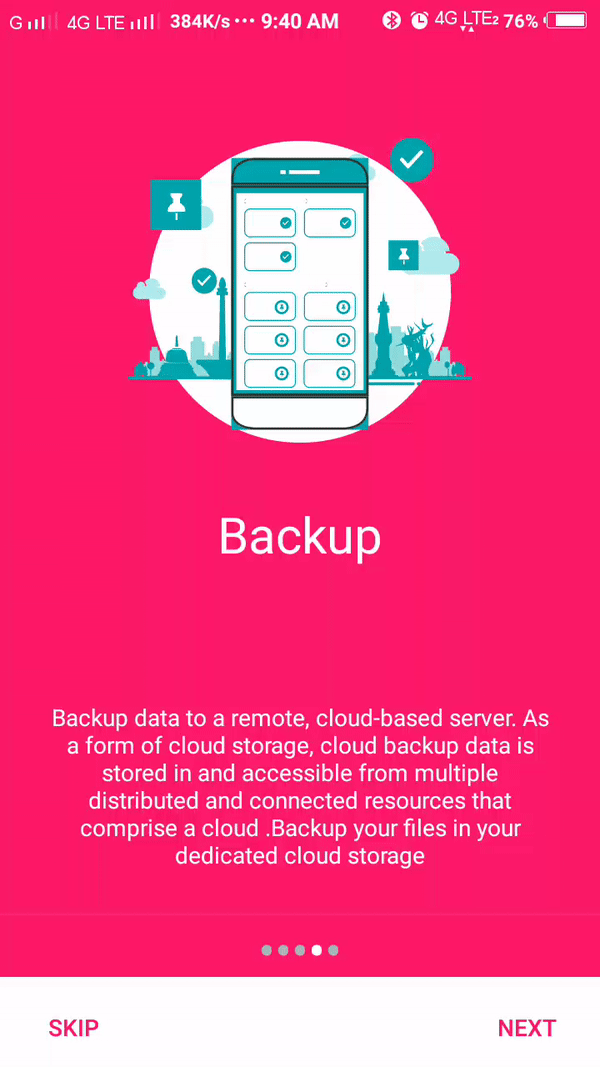 G 4G LTE 384K/s ··· 9:40 AM 4G LTE2 76%
Backup
Backup data to a remote, cloud-based server. As
a form of cloud storage, cloud backup data is
stored in and accessible from multiple
distributed and connected resources that
comprise a cloud .Backup your files in your
dedicated cloud storage
SKIP NEXT